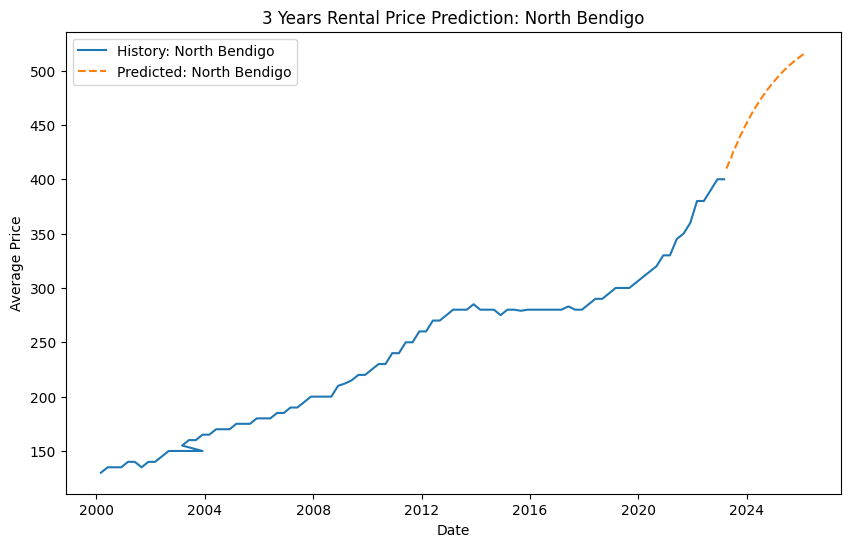 3 Years Rental Price Prediction: North Bendigo
History: North Bendigo
Predicted: North Bendigo
500
450
400
350
300
250
200
150
Average Price
2000 2004 2008 2012 2016 2020 2024
Date